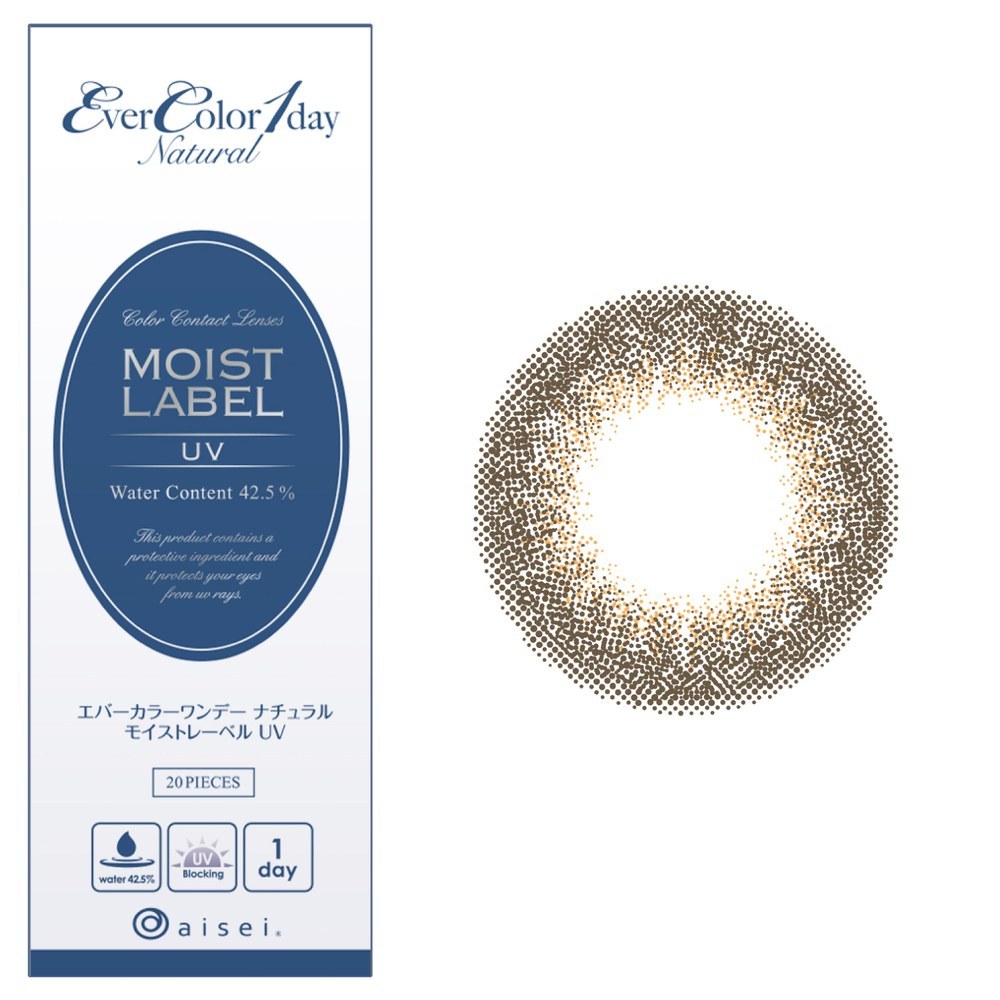 EverColor1day
Natural
Color Contact Lenses
MOIST
LABEL
UV
Water Content 42.5%
This product contains a
protective ingredient and
it protects your eyes
from uv rays.
エバーカラーワンデー ナチュラル
モイストレーベル UV
20 PIECES
water 42.5%
UV
Blocking
1
day
aisei®